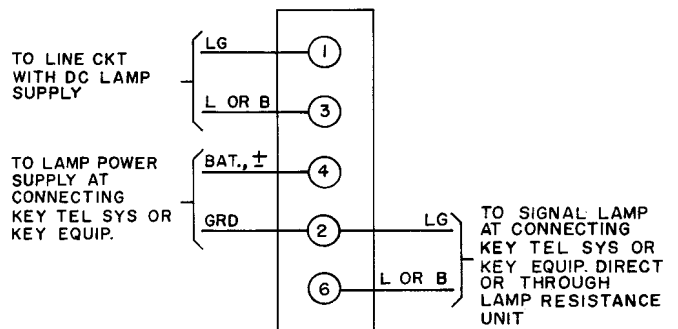 TO LINE CKT
WITH DC LAMP
SUPPLY
LG
1
L OR B
3
TO LAMP POWER
SUPPLY AT
CONNECTING
KEY TEL SYS OR
KEY EQUIP.
BAT., ±
4
GRD
2
LG
6
L OR B
TO SIGNAL LAMP
AT CONNECTING
KEY TEL SYS OR
KEY EQUIP. DIRECT
OR THROUGH
LAMP RESISTANCE
UNIT